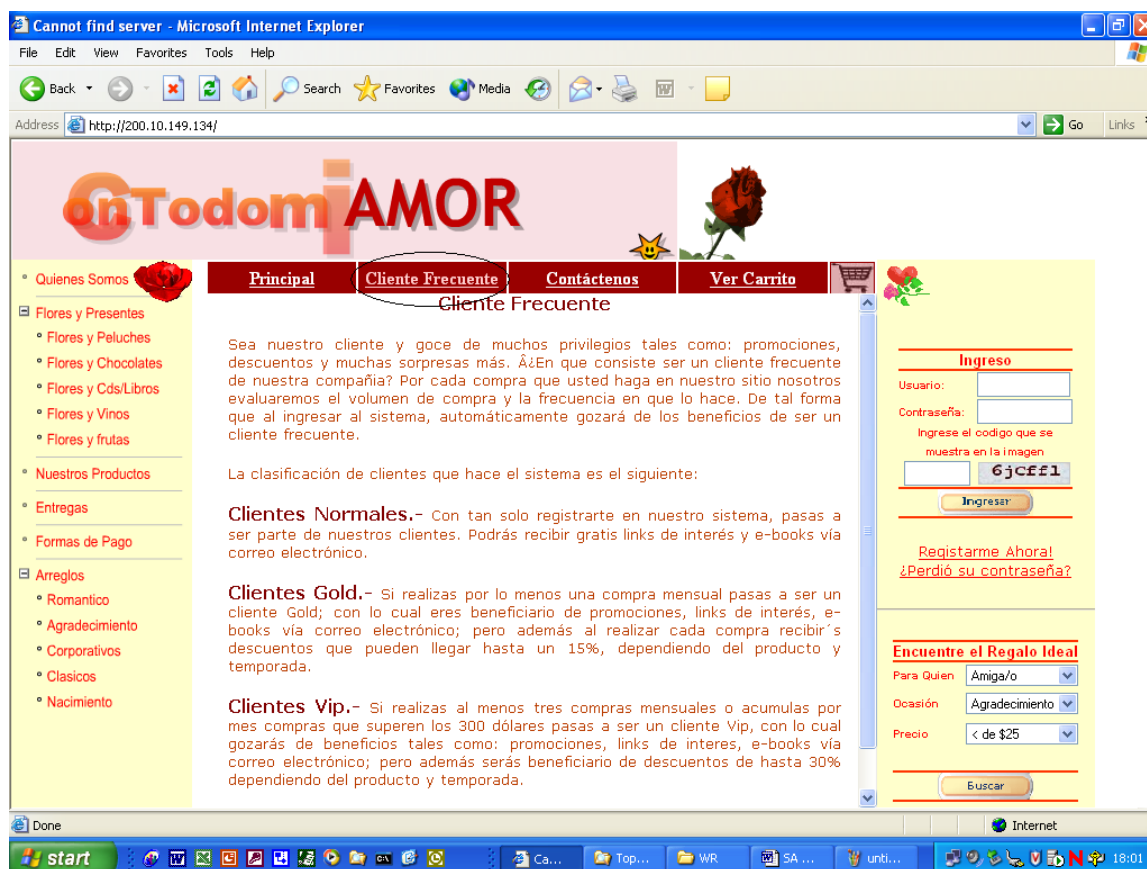 Cannot find server - Microsoft Internet Explorer
File Edit View Favorites Tools Help
Back Search Favorites Media
Address http://200.10.149.134/ Go Links
ConTodomiAMOR
Principal Cliente Frecuente Contáctenos Ver Carrito
Quienes Somos
Flores y Presentes
Flores y Peluches
Flores y Chocolates
Flores y Cds/Libros
Flores y Vinos
Flores y frutas
Nuestros Productos
Entregas
Formas de Pago
Arreglos
Romantico
Agradecimiento
Corporativos
Clasicos
Nacimiento
Cliente Frecuente
Sea nuestro cliente y goce de muchos privilegios tales como: promociones,
descuentos y muchas sorpresas más. Â¿En que consiste ser un cliente frecuente
de nuestra compañia? Por cada compra que usted haga en nuestro sitio nosotros
evaluaremos el volumen de compra y la frecuencia en que lo hace. De tal forma
que al ingresar al sistema, automáticamente gozará de los beneficios de ser un
cliente frecuente.
La clasificación de clientes que hace el sistema es el siguiente:
Clientes Normales.- Con tan solo registrarte en nuestro sistema, pasas a
ser parte de nuestros clientes. Podrás recibir gratis links de interés y e-books vía
correo electrónico.
Clientes Gold.- Si realizas por lo menos una compra mensual pasas a ser un
cliente Gold; con lo cual eres beneficiario de promociones, links de interés, e-
books vía correo electrónico; pero además al realizar cada compra recibir´s
descuentos que pueden llegar hasta un 15%, dependiendo del producto y
temporada.
Clientes Vip.- Si realizas al menos tres compras mensuales o acumulas por
mes compras que superen los 300 dólares pasas a ser un cliente Vip, con lo cual
gozarás de beneficios tales como: promociones, links de interes, e-books vía
correo electrónico; pero además serás beneficiario de descuentos de hasta 30%
dependiendo del producto y temporada.
Ingreso
Usuario:
Contraseña:
Ingrese el codigo que se
muestra en la imagen
6jCff1
Ingresar
Registarme Ahora!
¿Perdió su contraseña?
Encuentre el Regalo Ideal
Para Quien Amiga/o
Ocasión Agradecimiento
Precio < de $25
Buscar
Done Internet
start Ca... Top... WR SA ... unti... 18:01